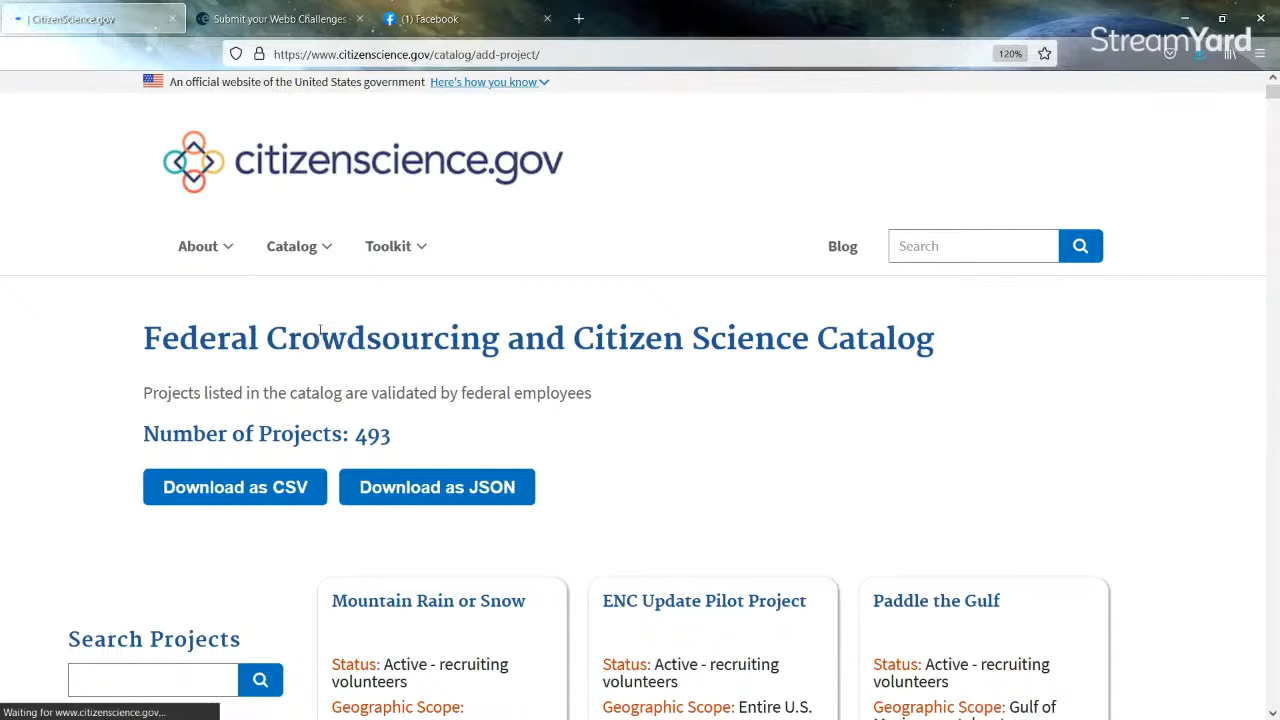 | CitizenScience.gov
Submit your Webb Challenges
(1) Facebook
StreamYard
https://www.citizenscience.gov/catalog/add-project/
120%
An official website of the United States government Here's how you know
citizenscience.gov
About Catalog Toolkit Blog Search
Federal Crowdsourcing and Citizen Science Catalog
Projects listed in the catalog are validated by federal employees
Number of Projects: 493
Download as CSV Download as JSON
Search Projects
Mountain Rain or Snow
Status: Active - recruiting
volunteers
Geographic Scope:
ENC Update Pilot Project
Status: Active - recruiting
volunteers
Geographic Scope: Entire U.S.
Paddle the Gulf
Status: Active - recruiting
volunteers
Geographic Scope: Gulf of
Waiting for www.citizenscience.gov...